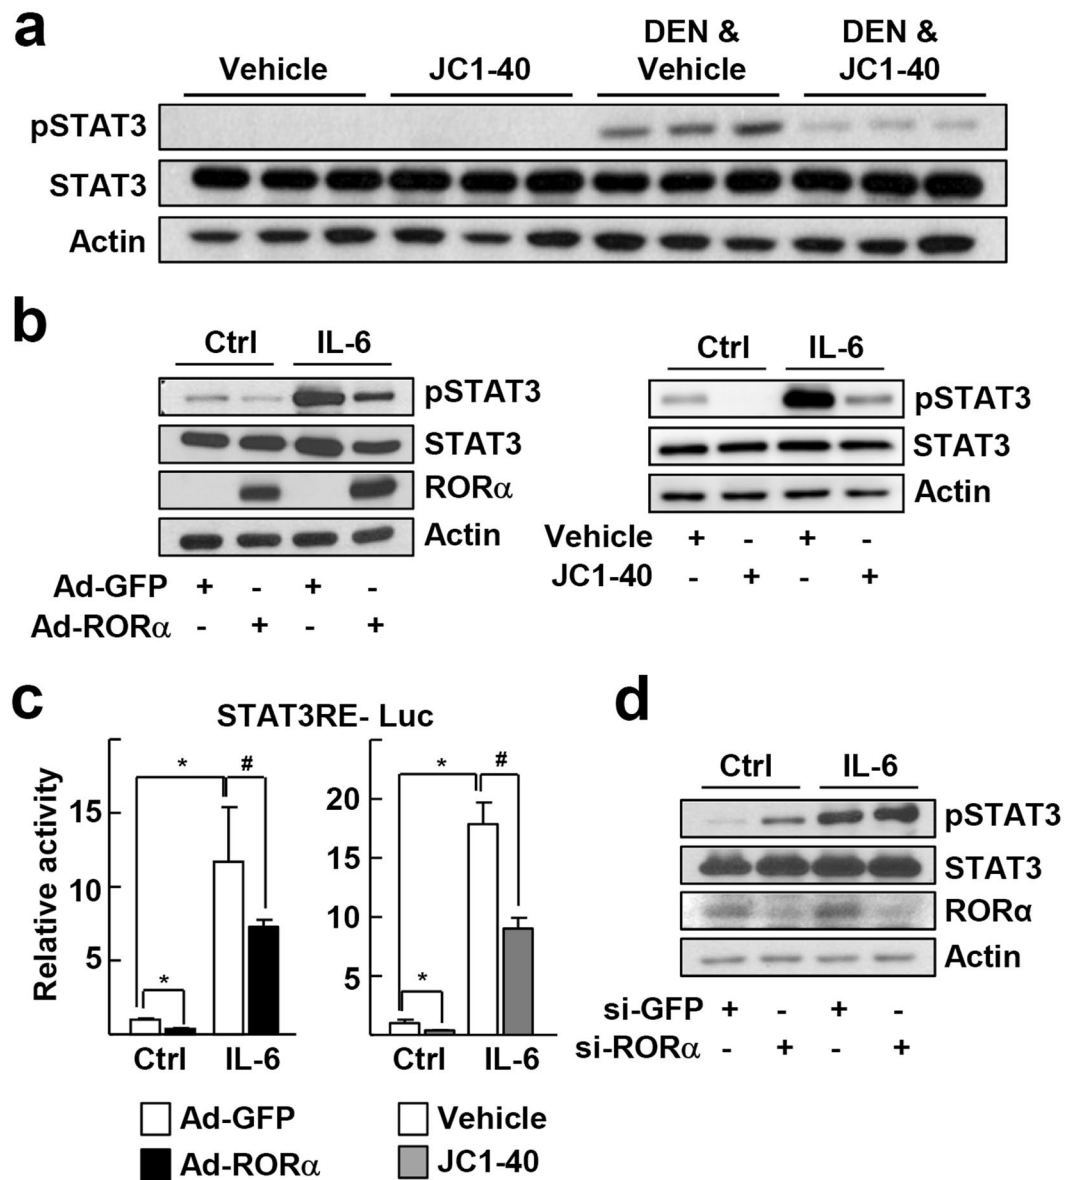 a
Vehicle JC1-40 DEN & Vehicle DEN & JC1-40
pSTAT3
STAT3
Actin
b
Ctrl IL-6
pSTAT3
STAT3
RORα
Actin
Ad-GFP + - + -
Ad-RORα - + - +
Ctrl IL-6
pSTAT3
STAT3
Actin
Vehicle + - + -
JC1-40 - + - +
c
STAT3RE- Luc
Relative activity
15
10
5
* #
*
Ctrl IL-6
Ad-GFP
Ad-RORα
20
15
10
5
* #
*
Ctrl IL-6
Vehicle
JC1-40
d
Ctrl IL-6
pSTAT3
STAT3
RORα
Actin
si-GFP + - + -
si-RORα - + - +